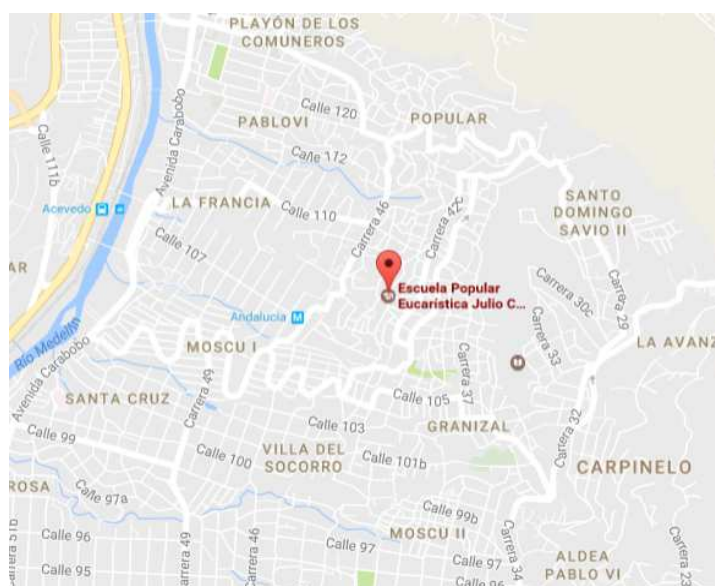 PLAYÓN DE LOS
COMUNEROS
Calle 120
POPULAR
PABLOVI
Calle 112
Calle 111b
Avenida Carabobo
SANTO
DOMINGO
SAVIO II
LA FRANCIA
Acevedo
Calle 110
Carrera 46
Carrera 42c
Calle 107
AR
Escuela Popular
Eucarística Julio C...
Carrera 30c
Carrera 29
Andalucia M
Carrera 33
LA AVANZ
MOSCU I
Río Medellín
Avenida Carabobo
SANTA CRUZ
Carrera 49
Calle 105
Carrera 37
Calle 103
GRANIZAL
Carrera 32
Calle 99
Calle 100
VILLA DEL
SOCORRO
Calle 101b
CARPINELO
ROSA
Calle 97a
Calle 99b
MOSCU II
Calle 96
Calle 97
Carrera 49
Carrera 46
Carrera 34
ALDEA
PABLO VI
Calle 95